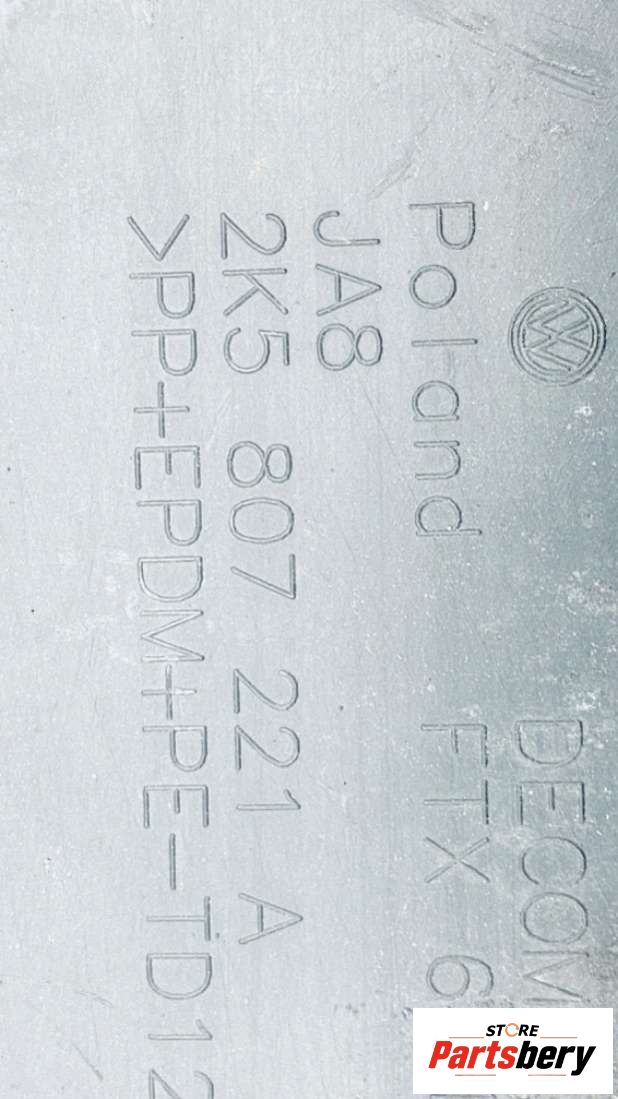 DECOM
Poland FTX 6
JA8
2K5 807 221 A
>PP+EPDM+PE-TD12
STORE
Partsbery